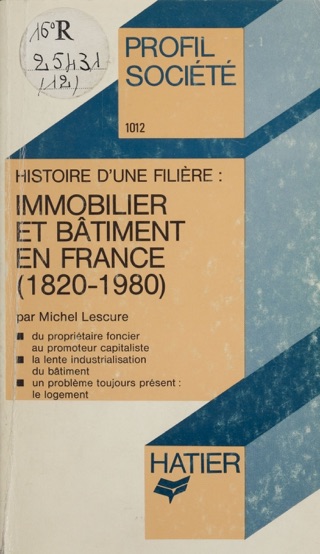 16° R
25431
(12)
PROFIL
SOCIÉTÉ
1012
HISTOIRE D'UNE FILIÈRE :
IMMOBILIER
ET BÂTIMENT
EN FRANCE
(1820-1980)
par Michel Lescure
■ du propriétaire foncier
au promoteur capitaliste
■ la lente industrialisation
du bâtiment
■ un problème toujours présent :
le logement
HATIER